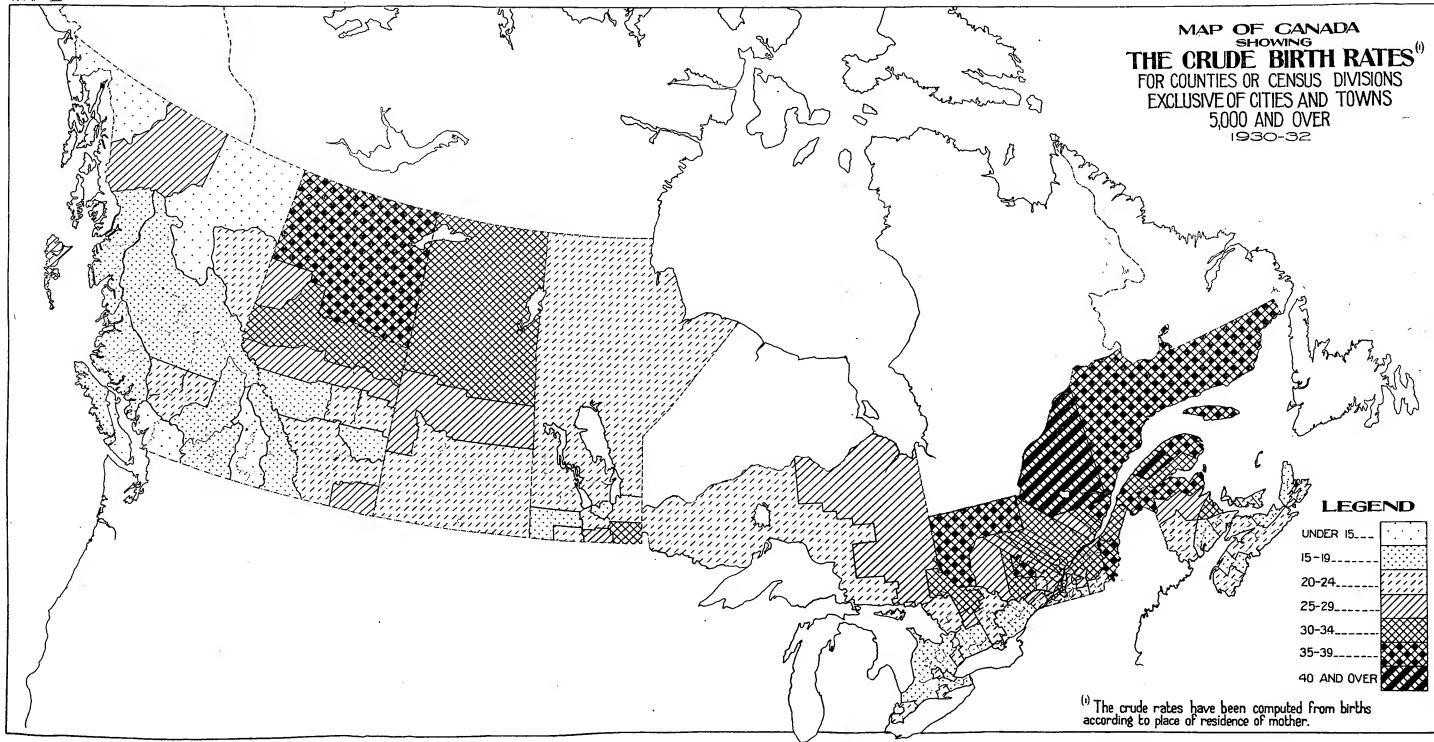 MAP OF CANADA
SHOWING
THE CRUDE BIRTH RATES(1)
FOR COUNTIES OR CENSUS DIVISIONS
EXCLUSIVE OF CITIES AND TOWNS
5,000 AND OVER
1930-32
LEGEND
UNDER 15
15-19
20-24
25-29
30-34
35-39
40 AND OVER
(1) The crude rates have been computed from births
according to place of residence of mother.